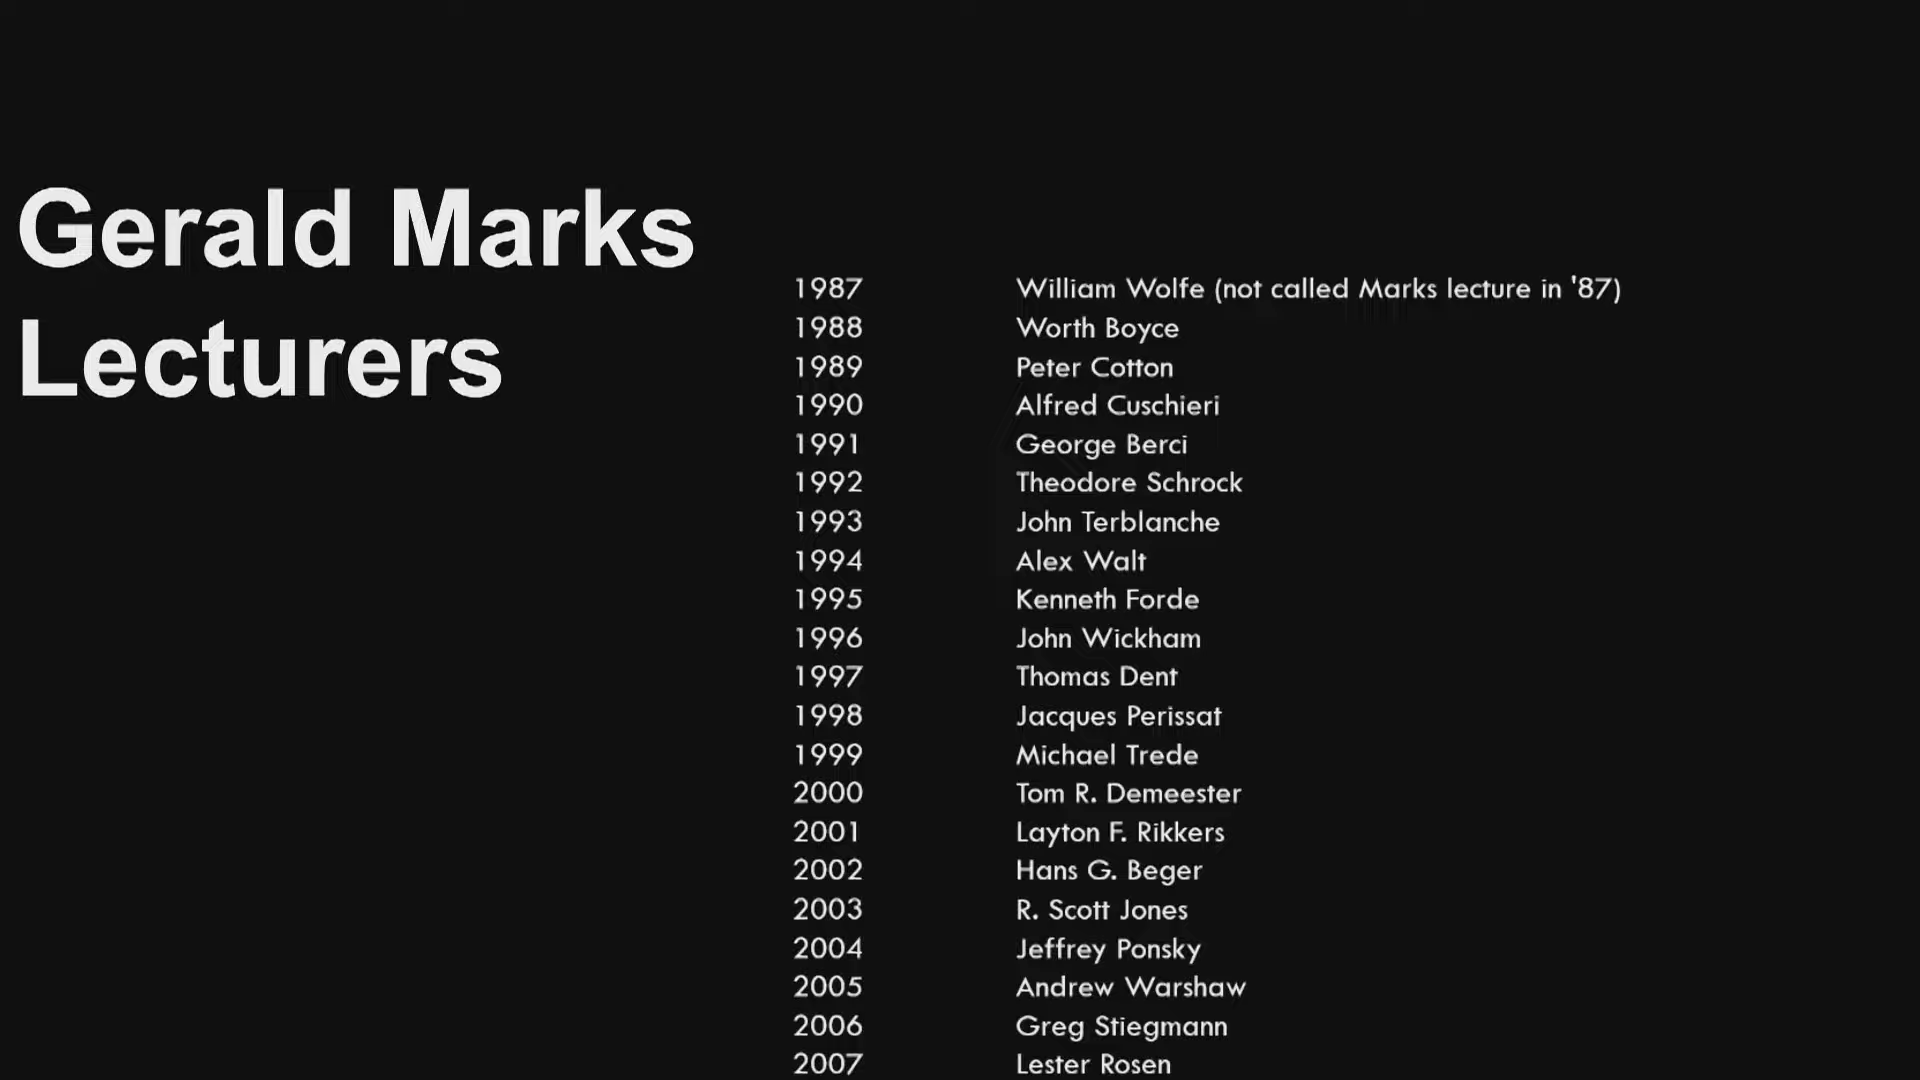 Gerald Marks
Lecturers
1987 William Wolfe (not called Marks lecture in '87)
1988 Worth Boyce
1989 Peter Cotton
1990 Alfred Cuschieri
1991 George Berci
1992 Theodore Schrock
1993 John Terblanche
1994 Alex Walt
1995 Kenneth Forde
1996 John Wickham
1997 Thomas Dent
1998 Jacques Perissat
1999 Michael Trede
2000 Tom R. Demeester
2001 Layton F. Rikkers
2002 Hans G. Beger
2003 R. Scott Jones
2004 Jeffrey Ponsky
2005 Andrew Warshaw
2006 Greg Stiegmann
2007 Lester Rosen